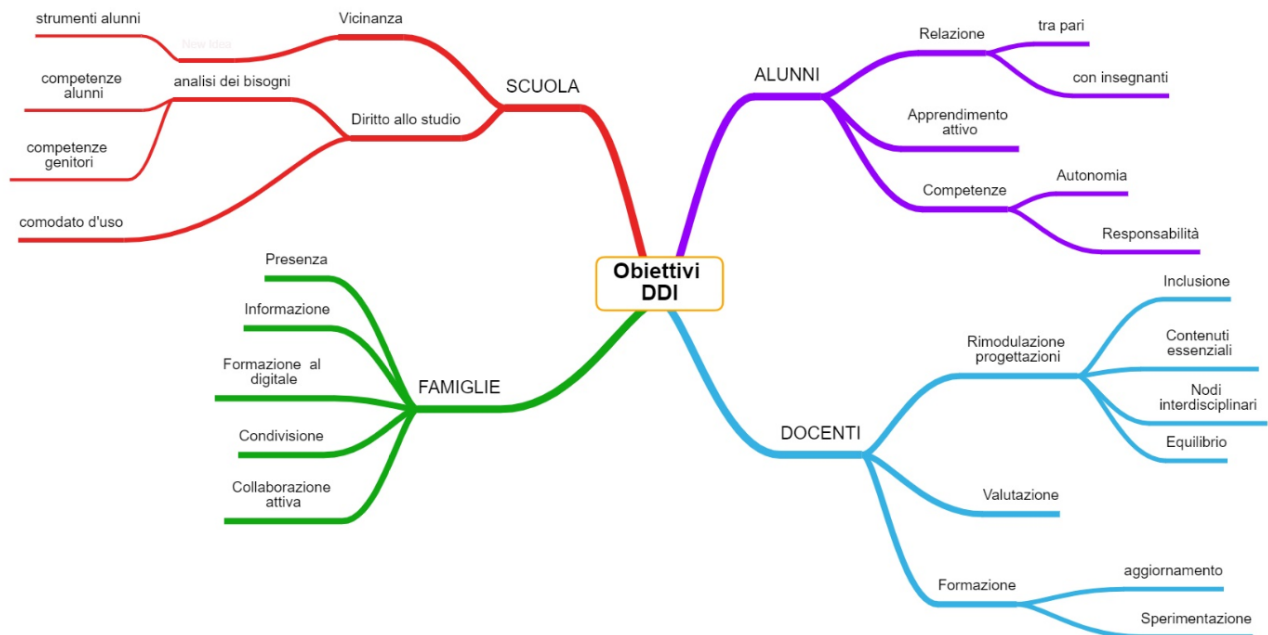 Obiettivi
DDI
SCUOLA
Vicinanza
New Idea
strumenti alunni
Diritto allo studio
analisi dei bisogni
competenze
alunni
competenze
genitori
comodato d'uso
ALUNNI
Relazione
tra pari
con insegnanti
Apprendimento
attivo
Competenze
Autonomia
Responsabilità
FAMIGLIE
Presenza
Informazione
Formazione al
digitale
Condivisione
Collaborazione
attiva
DOCENTI
Rimodulazione
progettazioni
Inclusione
Contenuti
essenziali
Nodi
interdisciplinari
Equilibrio
Valutazione
Formazione
aggiornamento
Sperimentazione